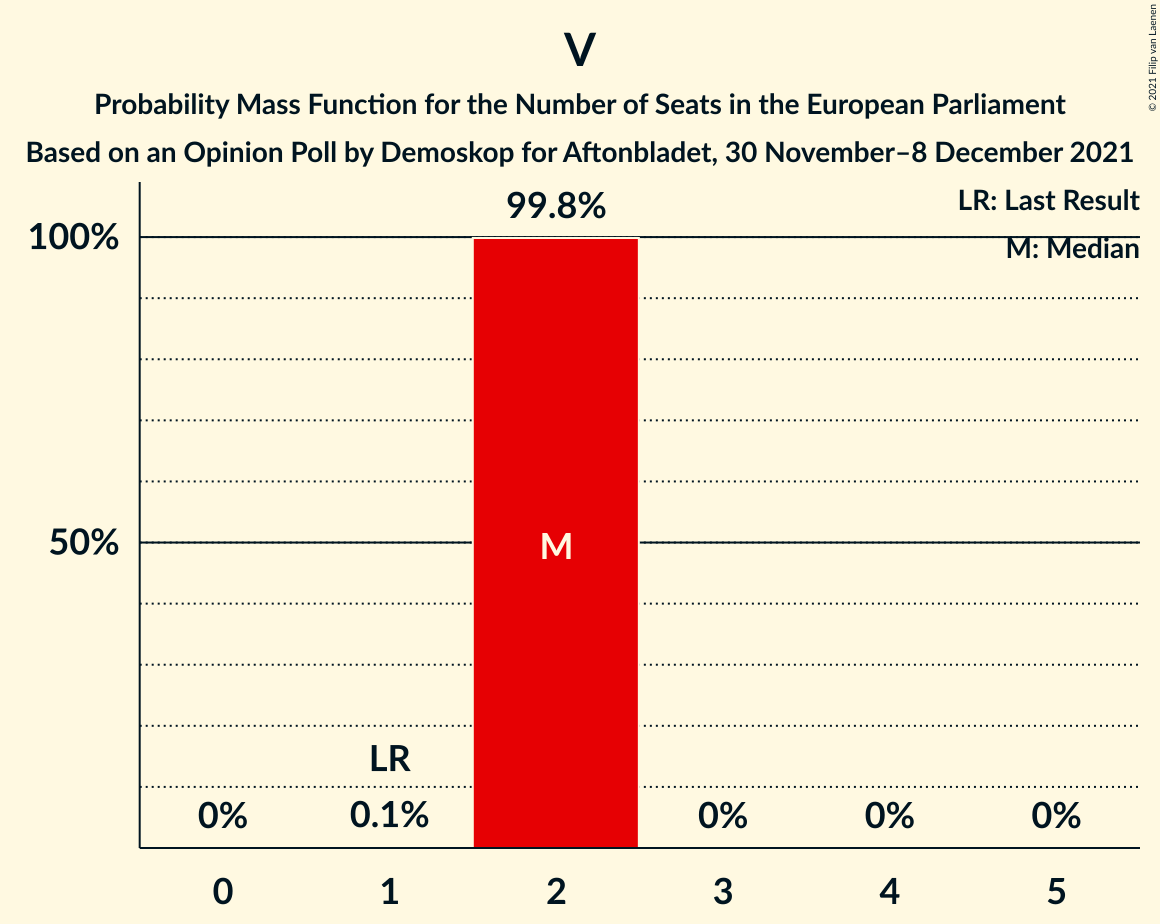 V
Probability Mass Function for the Number of Seats in the European Parliament
Based on an Opinion Poll by Demoskop for Aftonbladet, 30 November–8 December 2021
© 2021 Filip van Laenen
LR: Last Result
M: Median
99.8%
100%
50%
M
LR
0% 0.1% 0% 0% 0%
0 1 2 3 4 5